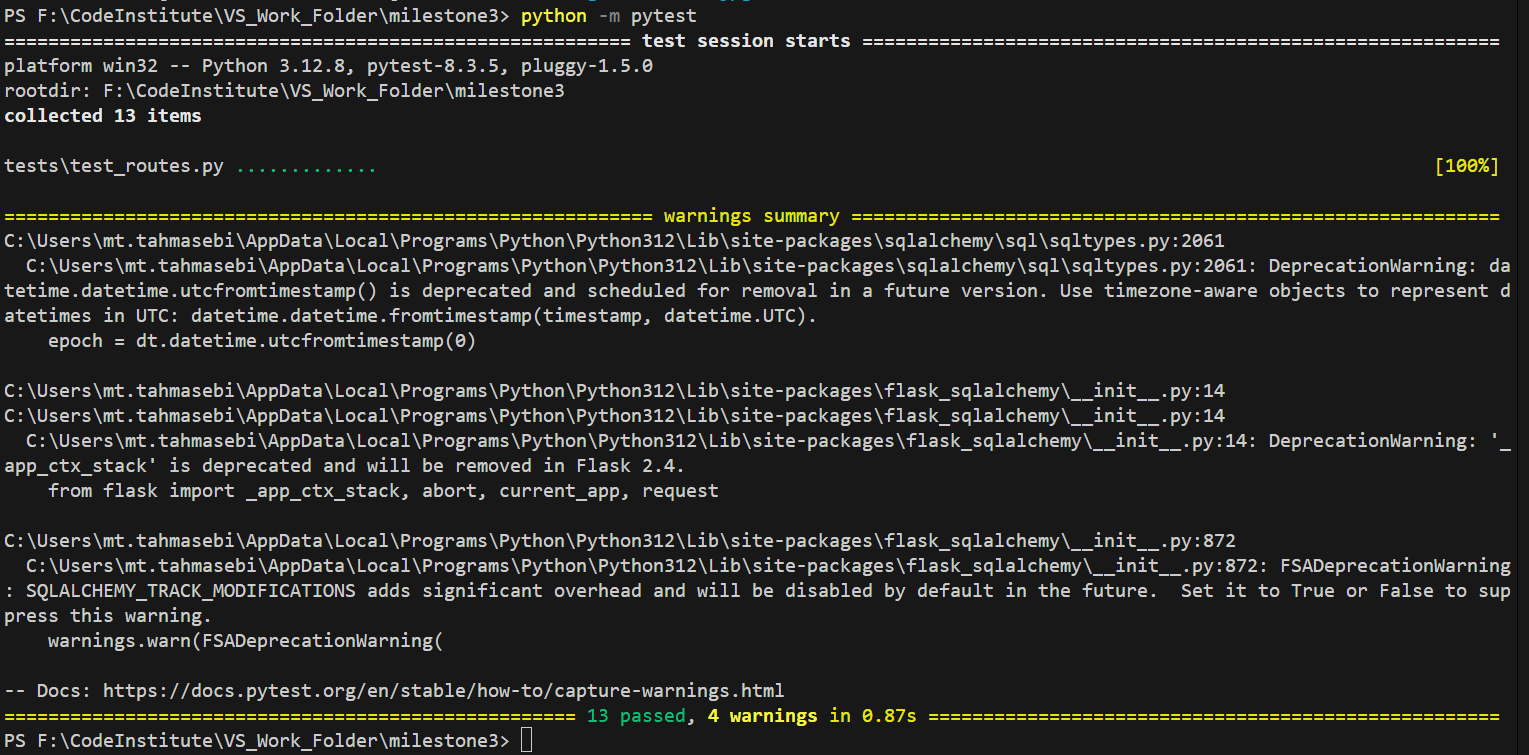 PS F:\CodeInstitute\VS_Work_Folder\milestone3> python -m pytest
========================================================= test session starts ==========================================================
platform win32 -- Python 3.12.8, pytest-8.3.5, pluggy-1.5.0
rootdir: F:\CodeInstitute\VS_Work_Folder\milestone3
collected 13 items
tests\test_routes.py ............. [100%]
=========================================================== warnings summary ===========================================================
C:\Users\mt.tahmasebi\AppData\Local\Programs\Python\Python312\Lib\site-packages\sqlalchemy\sql\sqltypes.py:2061
  C:\Users\mt.tahmasebi\AppData\Local\Programs\Python\Python312\Lib\site-packages\sqlalchemy\sql\sqltypes.py:2061: DeprecationWarning: da
tetime.datetime.utcfromtimestamp() is deprecated and scheduled for removal in a future version. Use timezone-aware objects to represent d
atetimes in UTC: datetime.datetime.fromtimestamp(timestamp, datetime.UTC).
    epoch = dt.datetime.utcfromtimestamp(0)
C:\Users\mt.tahmasebi\AppData\Local\Programs\Python\Python312\Lib\site-packages\flask_sqlalchemy\__init__.py:14
C:\Users\mt.tahmasebi\AppData\Local\Programs\Python\Python312\Lib\site-packages\flask_sqlalchemy\__init__.py:14
  C:\Users\mt.tahmasebi\AppData\Local\Programs\Python\Python312\Lib\site-packages\flask_sqlalchemy\__init__.py:14: DeprecationWarning: '_
app_ctx_stack' is deprecated and will be removed in Flask 2.4.
    from flask import _app_ctx_stack, abort, current_app, request
C:\Users\mt.tahmasebi\AppData\Local\Programs\Python\Python312\Lib\site-packages\flask_sqlalchemy\__init__.py:872
  C:\Users\mt.tahmasebi\AppData\Local\Programs\Python\Python312\Lib\site-packages\flask_sqlalchemy\__init__.py:872: FSADeprecationWarning
: SQLALCHEMY_TRACK_MODIFICATIONS adds significant overhead and will be disabled by default in the future.  Set it to True or False to sup
press this warning.
    warnings.warn(FSADeprecationWarning(
-- Docs: https://docs.pytest.org/en/stable/how-to/capture-warnings.html
==================================================== 13 passed, 4 warnings in 0.87s ====================================================
PS F:\CodeInstitute\VS_Work_Folder\milestone3>